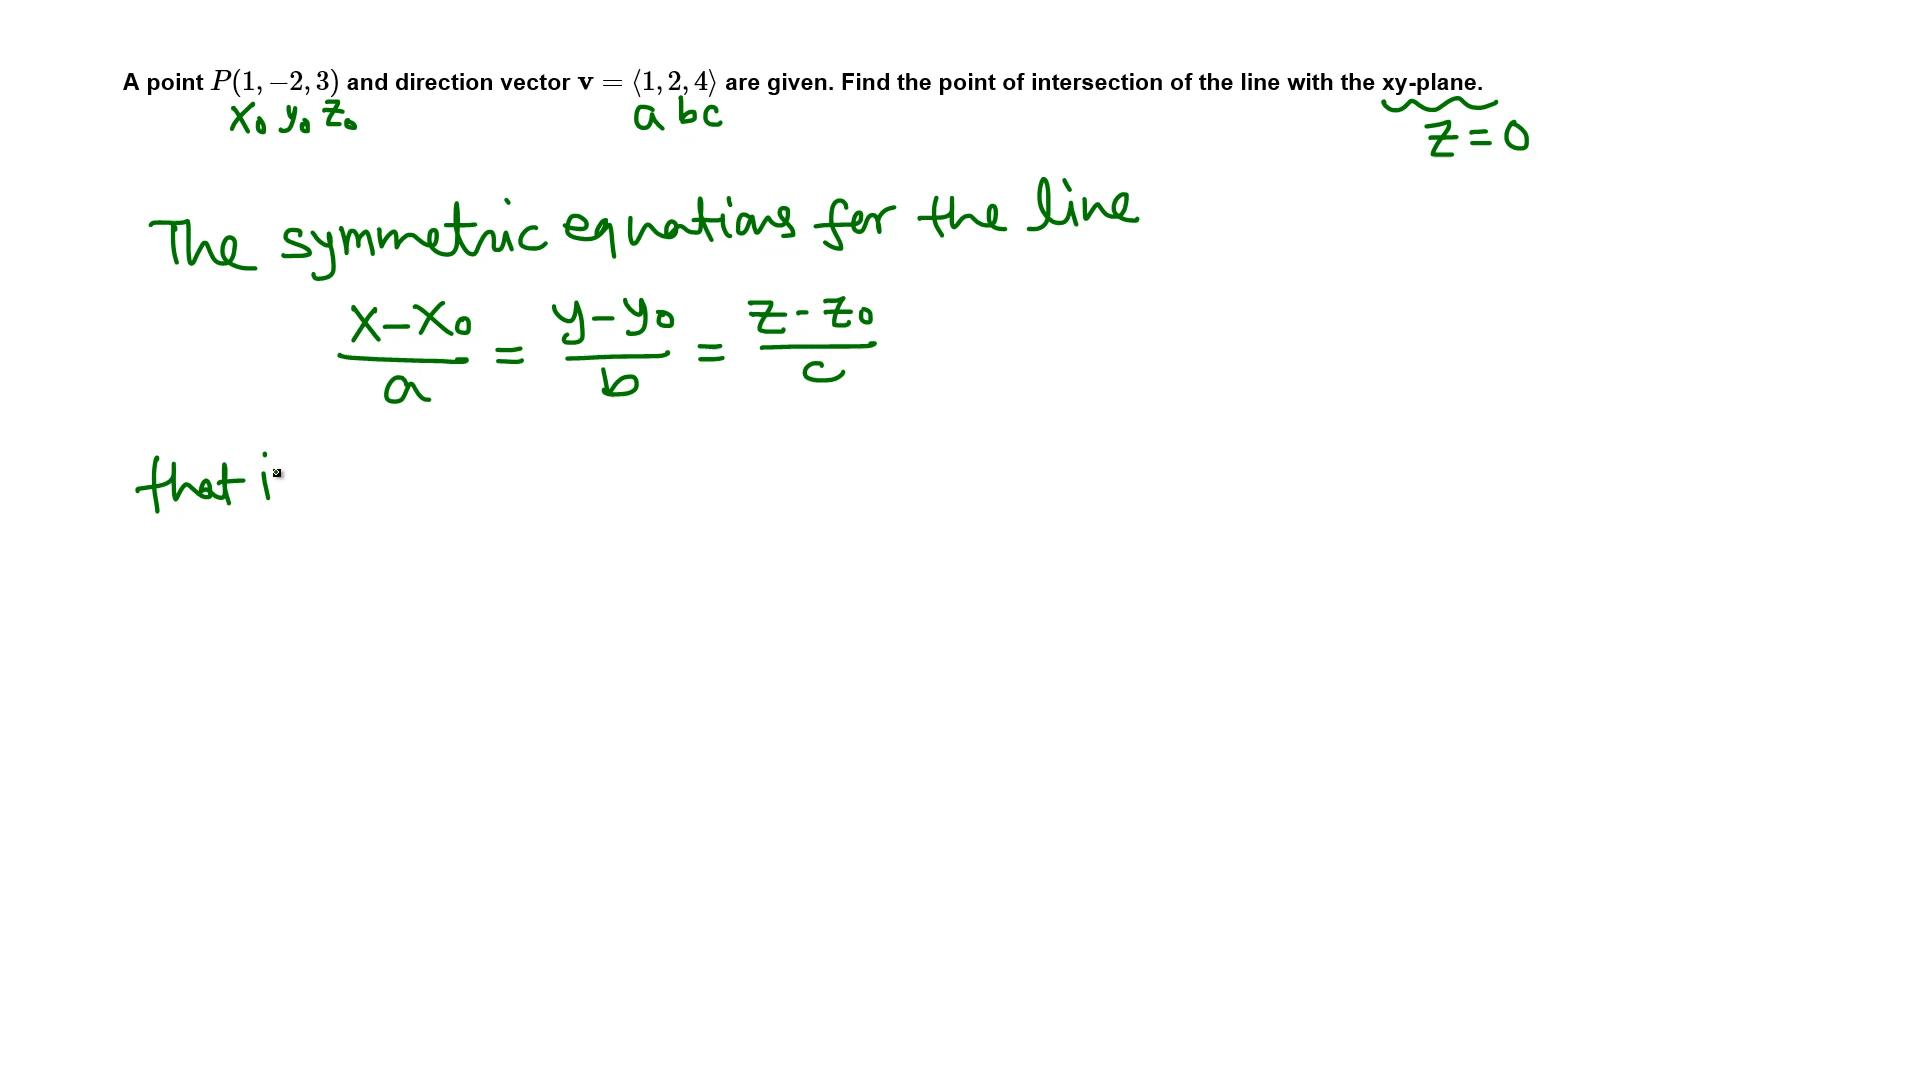 A point P(1, −2, 3) and direction vector v = ⟨1, 2, 4⟩ are given. Find the point of intersection of the line with the xy-plane.
x₀ y₀ z₀ a b c
z = 0
The symmetric equations for the line
x − x₀ / a = y − y₀ / b = z − z₀ / c
that i